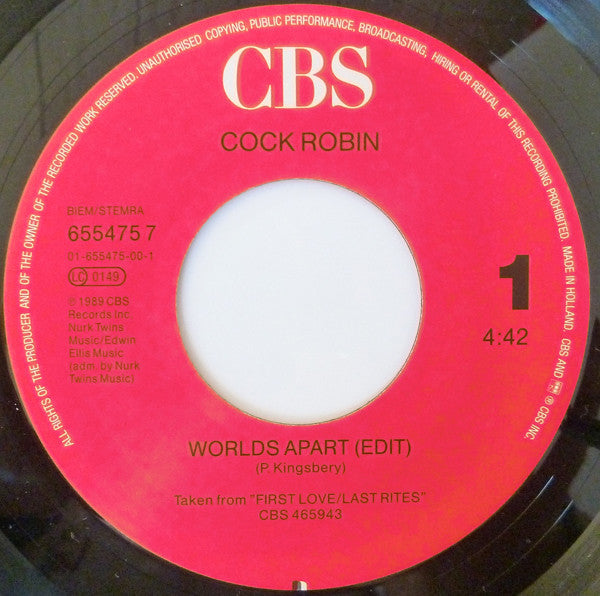 ALL RIGHTS OF THE PRODUCER AND OF THE OWNER OF THE RECORDED WORK RESERVED. UNAUTHORISED COPYING, PUBLIC PERFORMANCE, BROADCASTING, HIRING OR RENTAL OF THIS RECORDING PROHIBITED. MADE IN HOLLAND. CBS AND ® CBS INC.
CBS
COCK ROBIN
BIEM/STEMRA
655475 7
01-655475-00-1
LC 0149
℗ 1989 CBS
Records Inc.
Nurk Twins
Music/Edwin
Ellis Music
(adm. by Nurk
Twins Music)
1
4:42
WORLDS APART (EDIT)
(P. Kingsbery)
Taken from "FIRST LOVE/LAST RITES"
CBS 465943